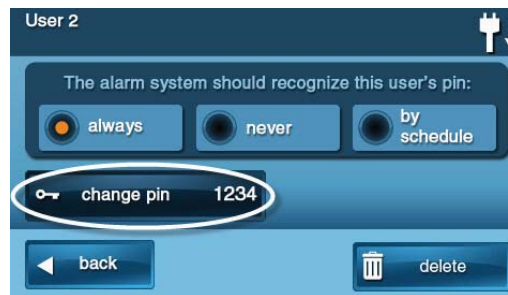 User 2
The alarm system should recognize this user's pin:
always never by schedule
change pin 1234
back delete